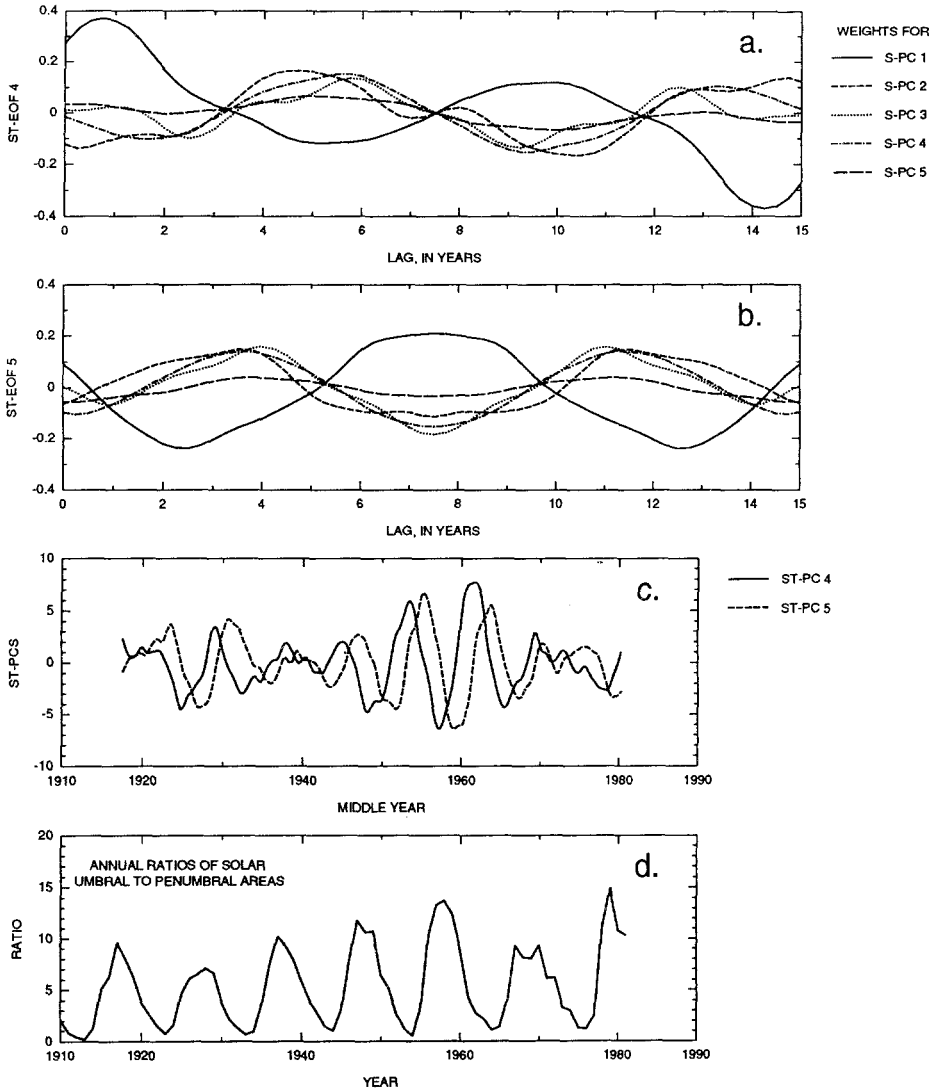 a.
0.4
0.2
0
-0.2
-0.4
ST-EOF 4
0 2 4 6 8 10 12 14 15
LAG, IN YEARS
WEIGHTS FOR
S-PC 1
S-PC 2
S-PC 3
S-PC 4
S-PC 5
b.
0.4
0.2
0
-0.2
-0.4
ST-EOF 5
0 2 4 6 8 10 12 14 15
LAG, IN YEARS
c.
10
5
0
-5
-10
ST-PCS
1910 1920 1940 1960 1980 1990
MIDDLE YEAR
ST-PC 4
ST-PC 5
d.
ANNUAL RATIOS OF SOLAR
UMBRAL TO PENUMBRAL AREAS
20
15
10
5
0
RATIO
1910 1920 1940 1960 1980 1990
YEAR